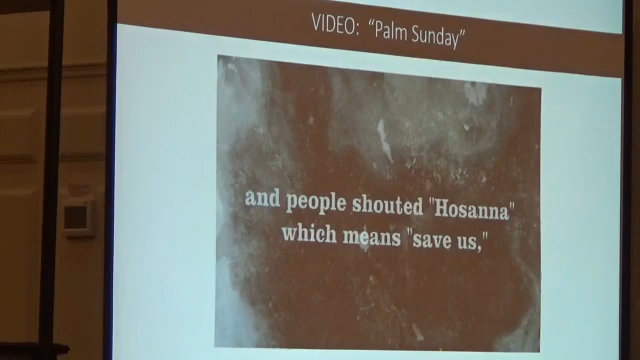 VIDEO: “Palm Sunday”
and people shouted "Hosanna"
which means "save us,"